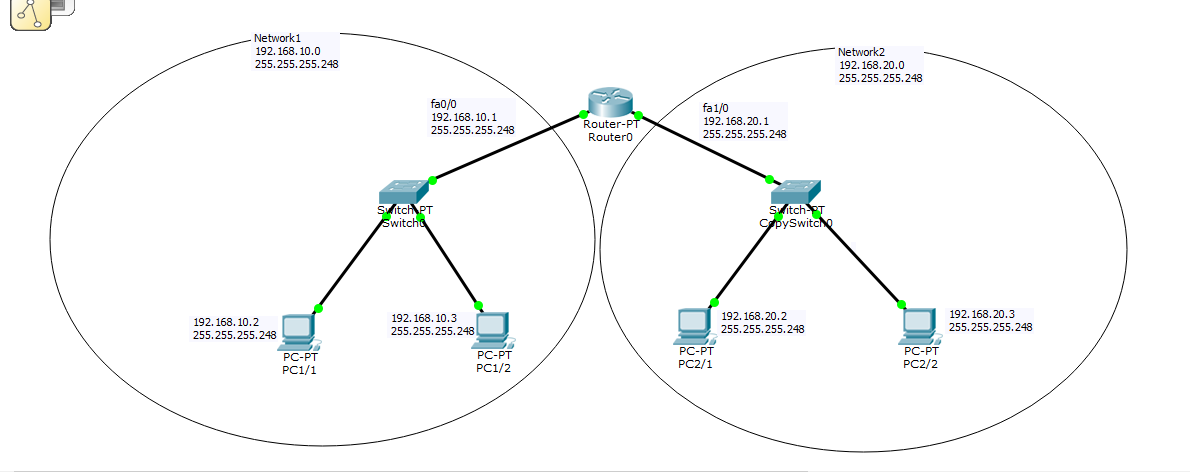 Network1
192.168.10.0
255.255.255.248
Network2
192.168.20.0
255.255.255.248
fa0/0
192.168.10.1
255.255.255.248
Router-PT
Router0
fa1/0
192.168.20.1
255.255.255.248
Switch-PT
Switch0
Switch-PT
CopySwitch0
192.168.10.2
255.255.255.248
PC-PT
PC1/1
192.168.10.3
255.255.255.248
PC-PT
PC1/2
192.168.20.2
255.255.255.248
PC-PT
PC2/1
192.168.20.3
255.255.255.248
PC-PT
PC2/2